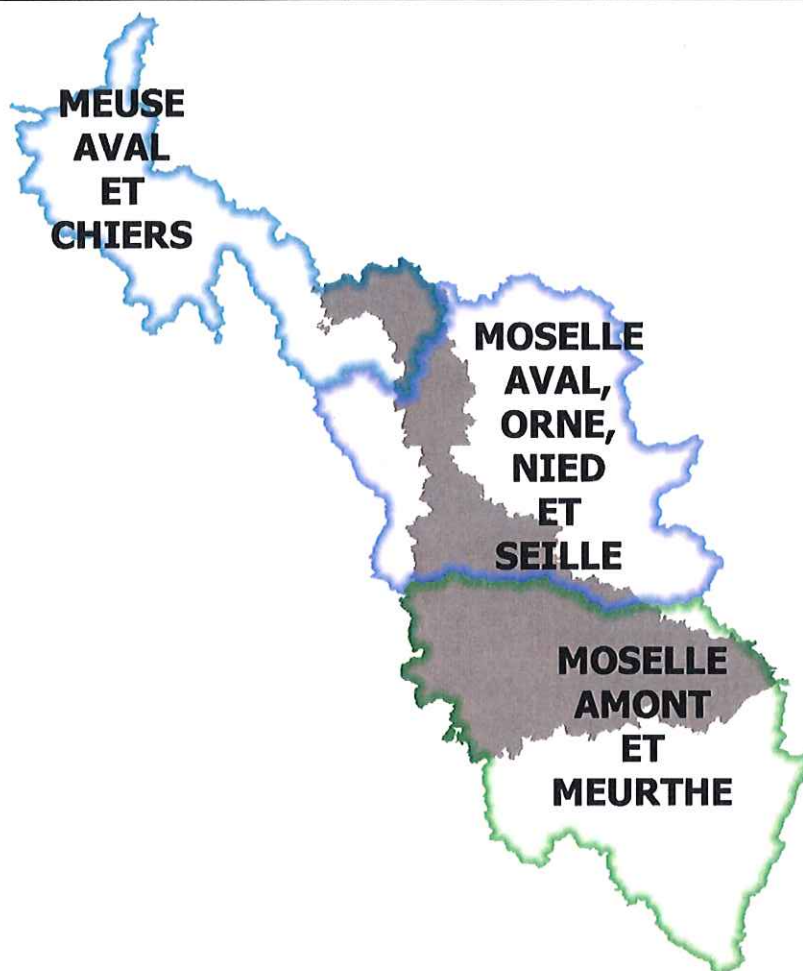 MEUSE
AVAL
ET
CHIERS
MOSELLE
AVAL,
ORNE,
NIED
ET
SEILLE
MOSELLE
AMONT
ET
MEURTHE